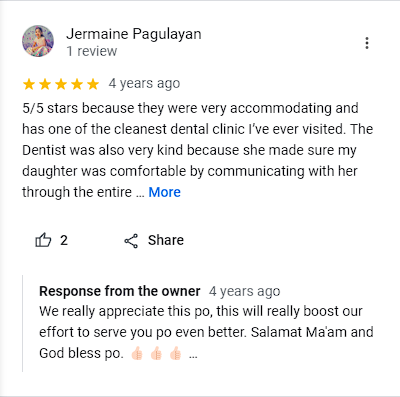 Jermaine Pagulayan
1 review
4 years ago
5/5 stars because they were very accommodating and
has one of the cleanest dental clinic I’ve ever visited. The
Dentist was also very kind because she made sure my
daughter was comfortable by communicating with her
through the entire ... More
2
Share
Response from the owner 4 years ago
We really appreciate this po, this will really boost our
effort to serve you po even better. Salamat Ma'am and
God bless po. 👍🏻👍🏻👍🏻 ...